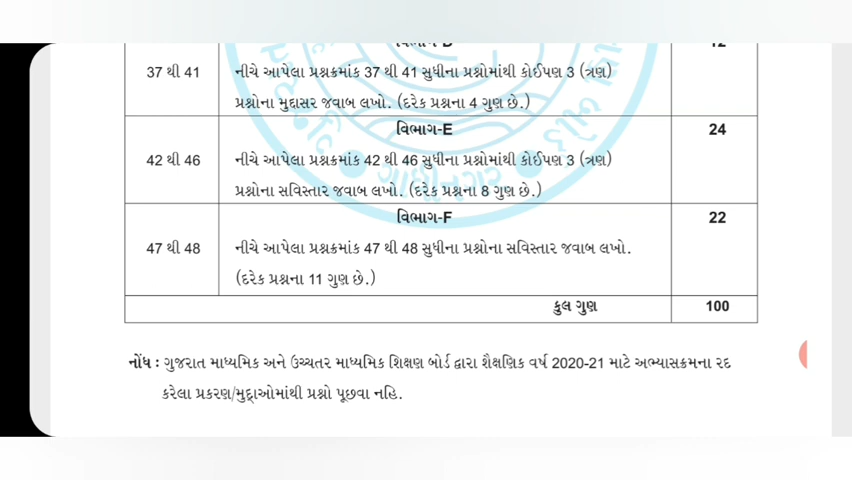 વિભાગ-D 12
37 થી 41 નીચે આપેલા પ્રશ્નક્રમાંક 37 થી 41 સુધીના પ્રશ્નોમાંથી કોઈપણ 3 (ત્રણ)
પ્રશ્નોના મુદ્દાસર જવાબ લખો. (દરેક પ્રશ્નના 4 ગુણ છે.)
વિભાગ-E 24
42 થી 46 નીચે આપેલા પ્રશ્નક્રમાંક 42 થી 46 સુધીના પ્રશ્નોમાંથી કોઈપણ 3 (ત્રણ)
પ્રશ્નોના સવિસ્તાર જવાબ લખો. (દરેક પ્રશ્નના 8 ગુણ છે.)
વિભાગ-F 22
47 થી 48 નીચે આપેલા પ્રશ્નક્રમાંક 47 થી 48 સુધીના પ્રશ્નોના સવિસ્તાર જવાબ લખો.
(દરેક પ્રશ્નના 11 ગુણ છે.)
કુલ ગુણ 100
નોંધ : ગુજરાત માધ્યમિક અને ઉચ્ચતર માધ્યમિક શિક્ષણ બોર્ડ દ્વારા શૈક્ષણિક વર્ષ 2020-21 માટે અભ્યાસક્રમના રદ
કરેલા પ્રકરણ/મુદ્દાઓમાંથી પ્રશ્નો પૂછવા નહિ.